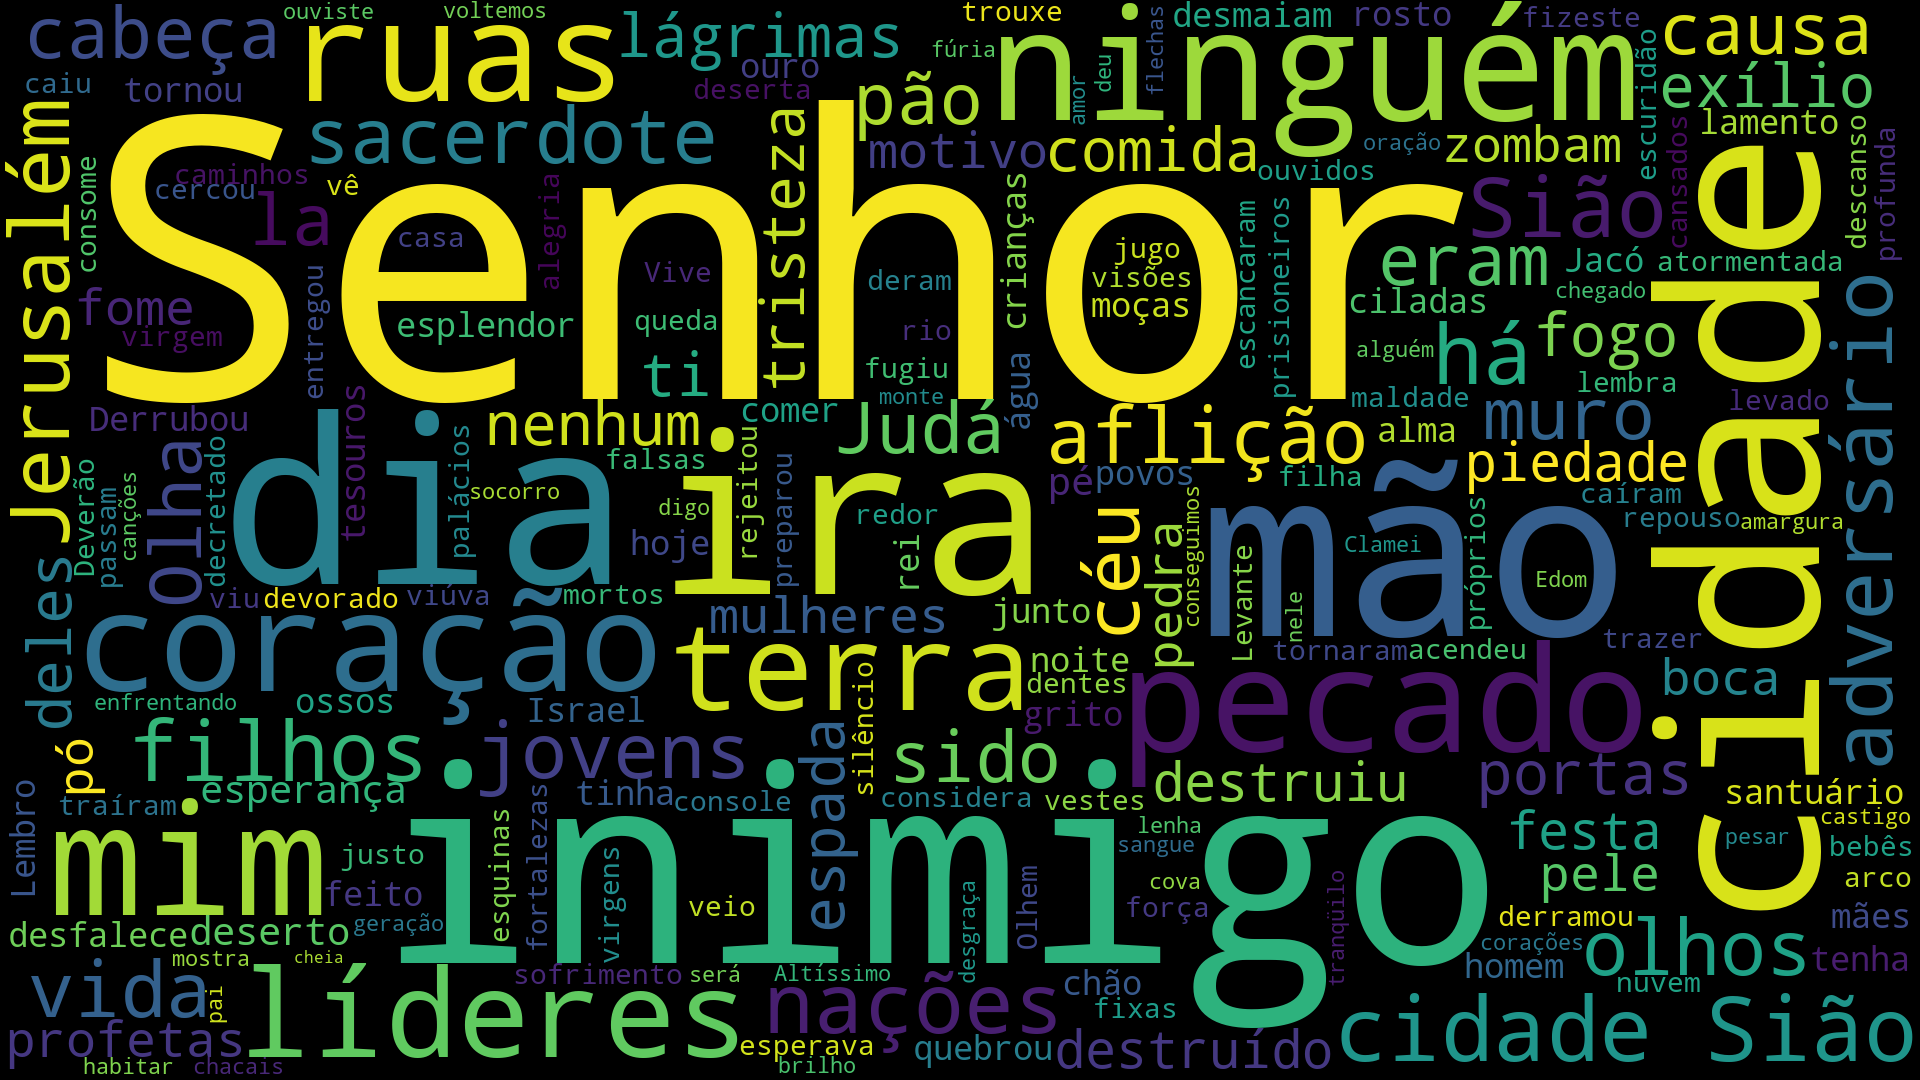 Senhor
inimigo
cidade
dia
ira
mão
ninguém
coração
pecado
terra
mim
ruas
líderes
cidade Sião
Jerusalém
adversário
cabeça
ouviste
voltemos
lágrimas
trouxe
fúria
desmaiam
rosto
fizeste
causa
caiu
tornou
ouro
deserta
pão
amor
deu
flechas
exílio
sacerdote
motivo
comida
oração
zombam
escuridão
lamento
consome
caminhos
cercou
vê
la
casa
alegria
tristeza
crianças
ouvidos
Sião
cansados
descanso
profunda
fome
virgem
entregou
esplendor
Vive
queda
ti
deram
rio
fugiu
monte
água
jugo
visões
moças
escancararam
prisioneiros
eram
Jacó
atormentada
ciladas
chegado
alguém
há
fogo
lembra
maldade
levado
Derrubou
tesouros
nenhum
comer
Judá
aflição
alma
muro
piedade
olha
decretado
palácios
falsas
socorro
digo
rejeitou
preparou
redor
rei
pé
povos
filha
caíram
repouso
amargura
Deverão
passam
canções
hoje
céu
pedra
conseguimos
Levante
nele
Clamei
próprios
Edom
deles
viu
devorado
viúva
mortos
mulheres
junto
noite
dentes
grito
tornaram
acendeu
trazer
boca
enfrentando
ossos
Israel
silêncio
espada
pó
filhos
jovens
sido
destruiu
portas
santuário
castigo
Lembro
traíram
esperança
tinha
console
considera
vestes
lenha
sangue
festa
pesar
bebês
justo
esquinas
fortalezas
virgens
feito
geração
veio
cova
força
Olhem
tranqüilo
pele
arco
mães
desfalece
deserto
mostra
cheia
derramou
corações
homem
olhos
nuvem
tenha
vida
pai
sofrimento
será
Altíssimo
desgraça
nações
chão
fixas
profetas
habitar
chacais
esperava
brilho
quebrou
destruído